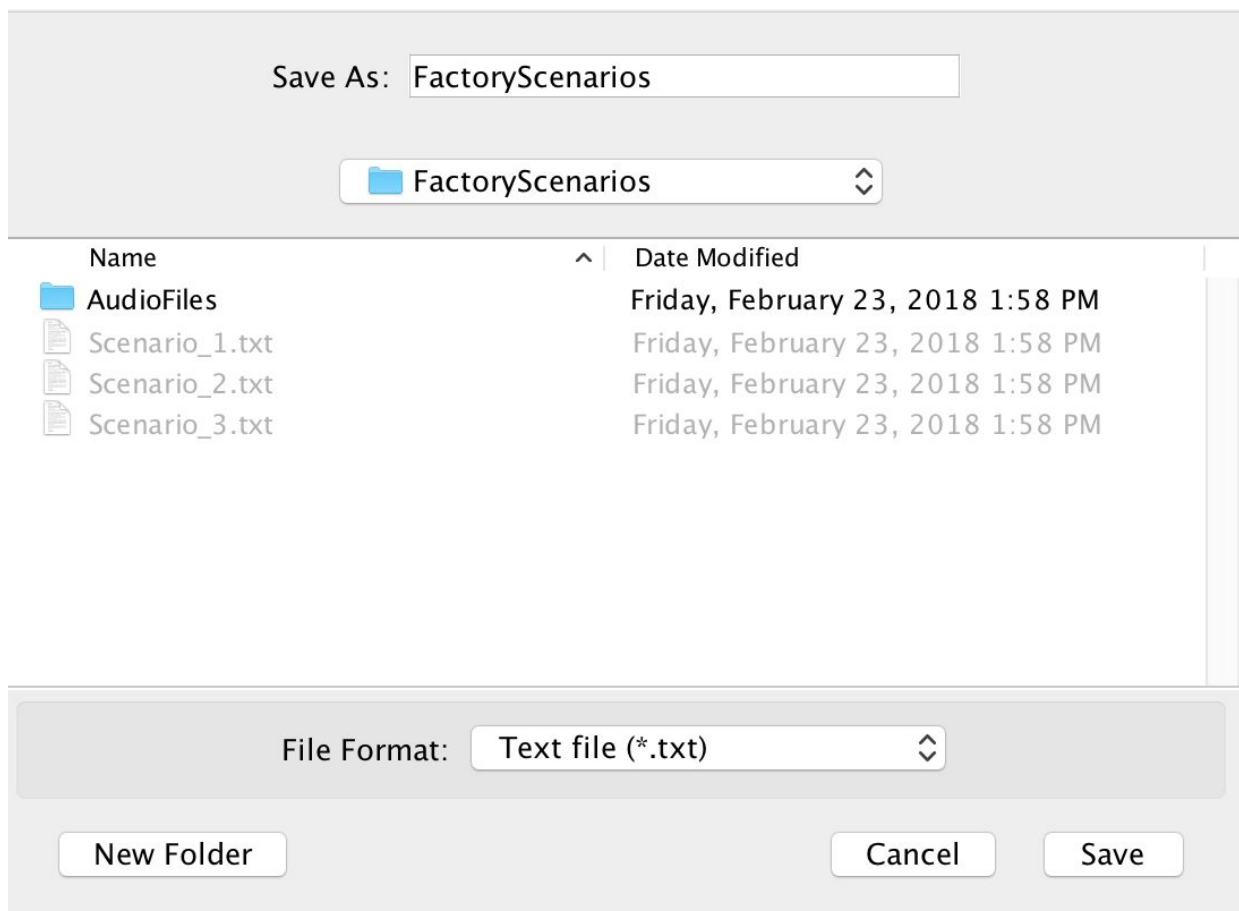 Save As: FactoryScenarios
FactoryScenarios
Name Date Modified
AudioFiles Friday, February 23, 2018 1:58 PM
Scenario_1.txt Friday, February 23, 2018 1:58 PM
Scenario_2.txt Friday, February 23, 2018 1:58 PM
Scenario_3.txt Friday, February 23, 2018 1:58 PM
File Format: Text file (*.txt)
New Folder Cancel Save